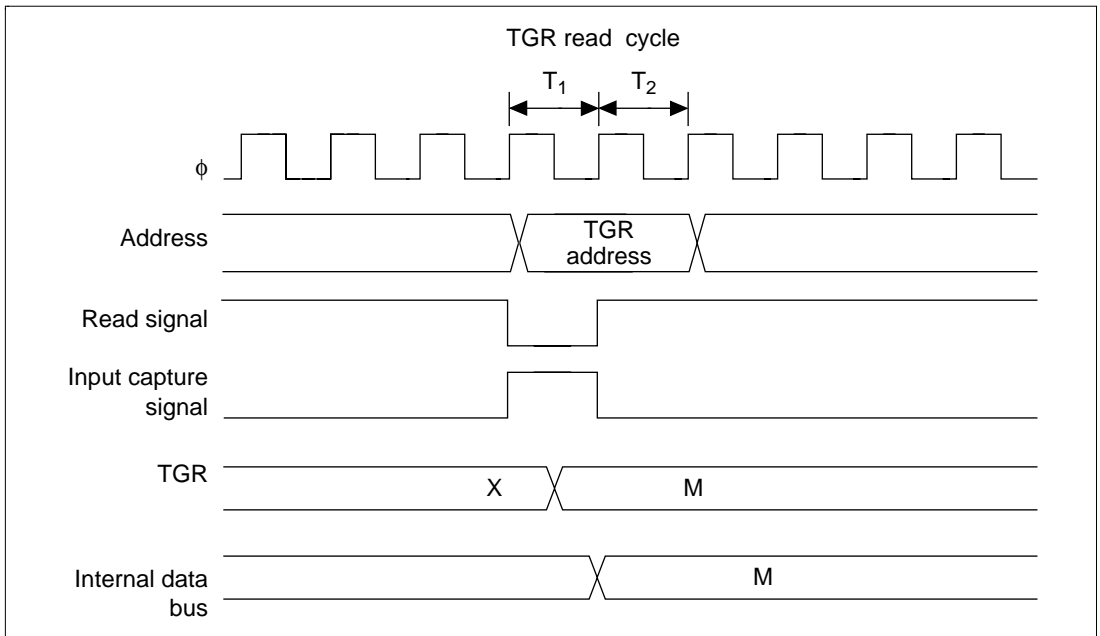 TGR read cycle
T1 T2
ϕ
Address
TGR
address
Read signal
Input capture
signal
TGR
X M
Internal data
bus
M